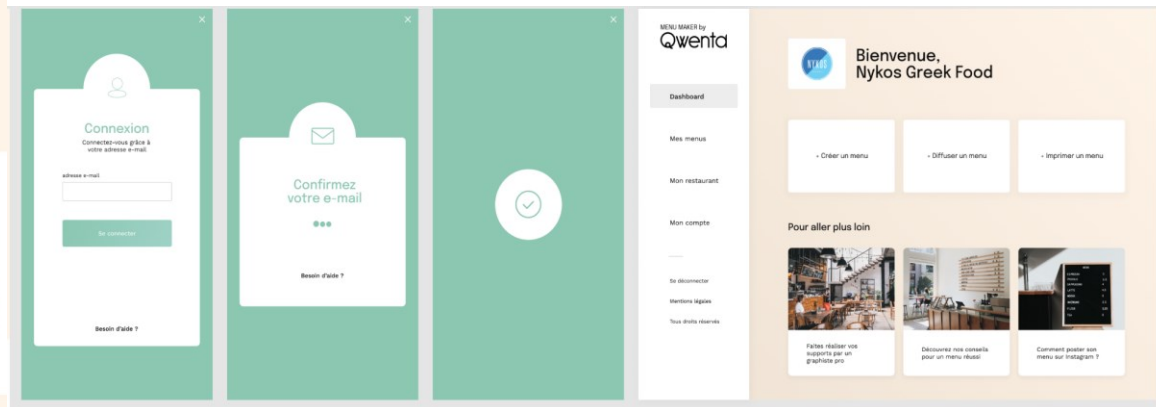 Connexion
Connectez-vous grâce à
votre adresse e-mail
adresse e-mail
Se connecter
Besoin d'aide ?
Confirmez
votre e-mail
Besoin d'aide ?
MENU MAKER by
Qwenta
Dashboard
Mes menus
Mon restaurant
Mon compte
Se déconnecter
Mentions légales
Tous droits réservés
NYKOS
Bienvenue,
Nykos Greek Food
+ Créer un menu
+ Diffuser un menu
+ Imprimer un menu
Pour aller plus loin
Faites réaliser vos
supports par un
graphiste pro
Découvrez nos conseils
pour un menu réussi
Comment poster son
menu sur Instagram ?